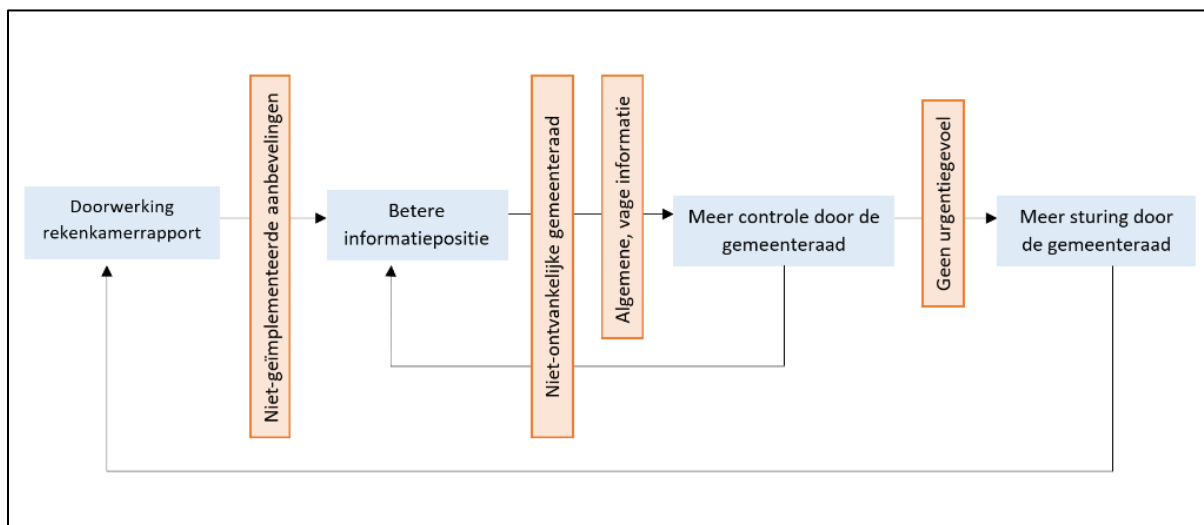 Doorwerking
rekenkamerrapport
Niet-geïmplementeerde aanbevelingen
Betere
informatiepositie
Niet-ontvankelijke gemeenteraad
Algemene, vage informatie
Meer controle door de
gemeenteraad
Geen urgentiegevoel
Meer sturing door
de gemeenteraad